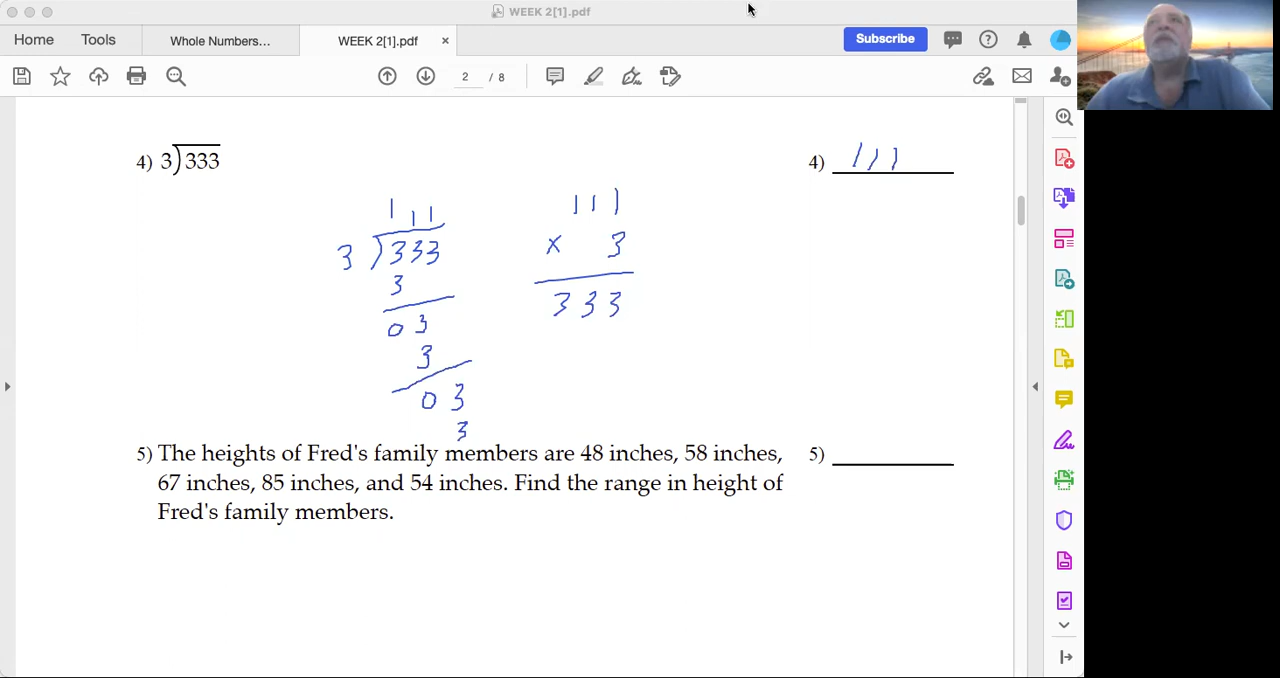 WEEK 2[1].pdf
Home Tools Whole Numbers... WEEK 2[1].pdf × Subscribe
2 / 8
4) 3)333
4) 111
111
3)333
3
03
3
03
3
111
x 3
333
5) The heights of Fred's family members are 48 inches, 58 inches,
67 inches, 85 inches, and 54 inches. Find the range in height of
Fred's family members.
5)